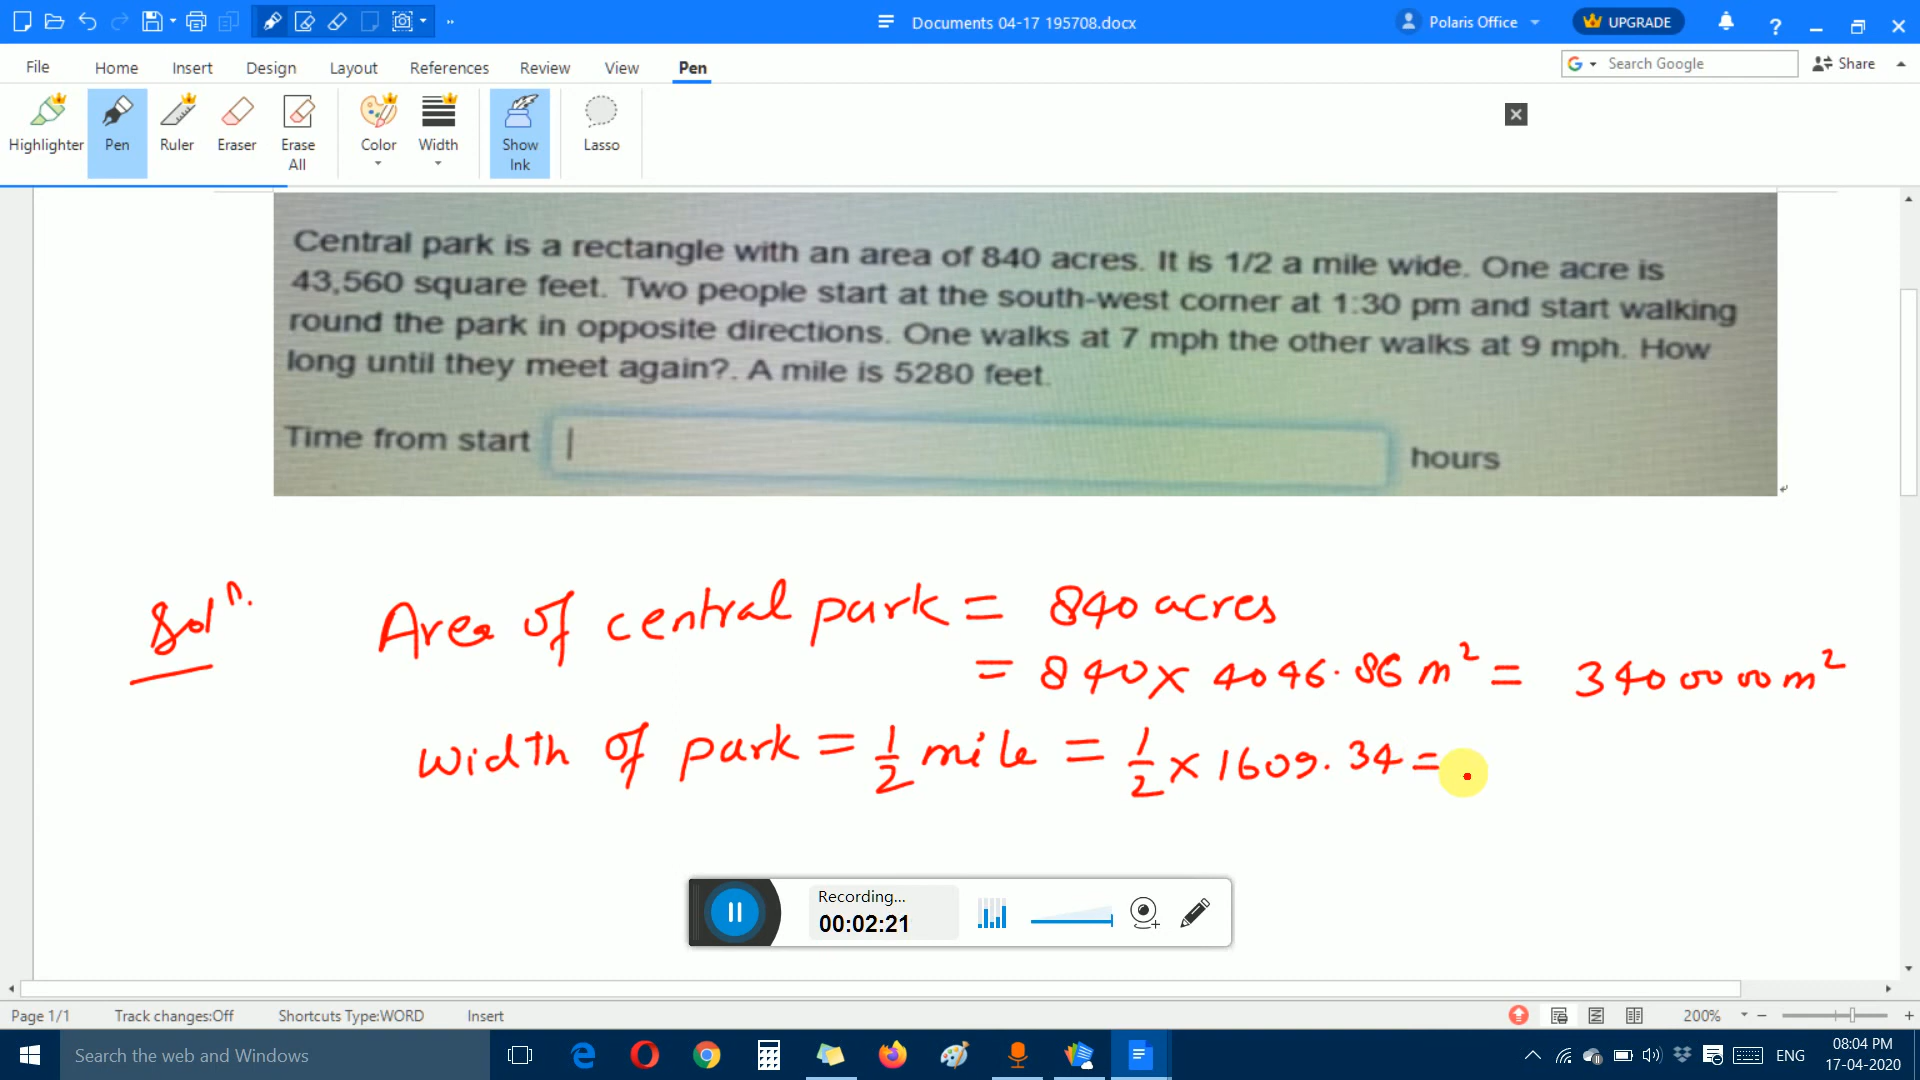 Documents 04-17 195708.docx
Polaris Office
UPGRADE
?
File Home Insert Design Layout References Review View Pen
Search Google
Share
Highlighter Pen Ruler Eraser Erase All Color Width Show Ink Lasso
Central park is a rectangle with an area of 840 acres. It is 1/2 a mile wide. One acre is
43,560 square feet. Two people start at the south-west corner at 1:30 pm and start walking
round the park in opposite directions. One walks at 7 mph the other walks at 9 mph. How
long until they meet again?. A mile is 5280 feet.
Time from start
hours
Solⁿ. Area of central park = 840 acres
= 840 × 4046.86 m² = 3400000 m²
width of park = 1/2 mile = 1/2 × 1609.34 =
Recording...
00:02:21
Page 1/1 Track changes:Off Shortcuts Type:WORD Insert 200%
Search the web and Windows
ENG
08:04 PM
17-04-2020